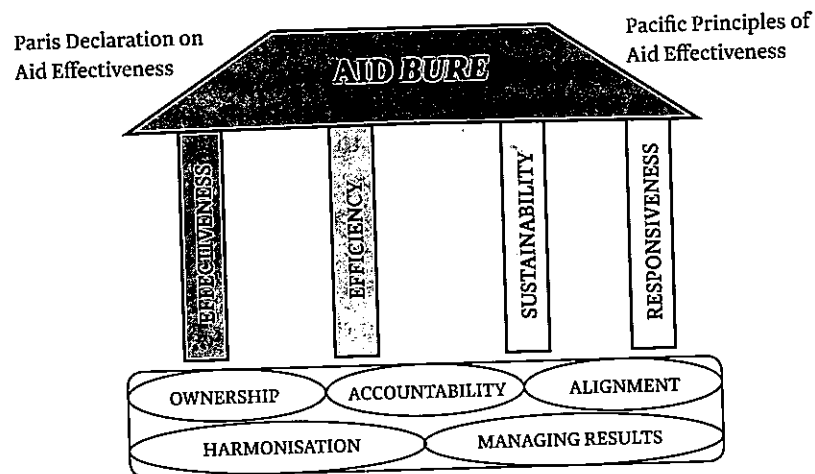 Paris Declaration on
Aid Effectiveness
Pacific Principles of
Aid Effectiveness
AID BURE
EFFECTIVENESS
EFFICIENCY
SUSTAINABILITY
RESPONSIVENESS
OWNERSHIP
ACCOUNTABILITY
ALIGNMENT
HARMONISATION
MANAGING RESULTS